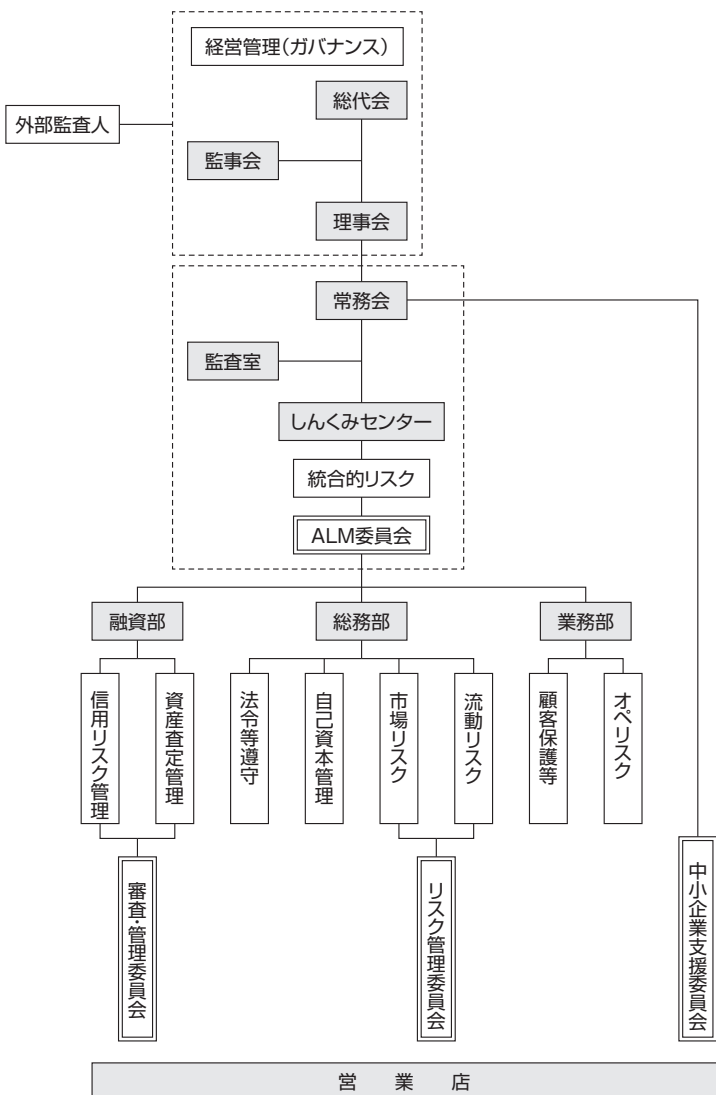 経営管理(ガバナンス)
総代会
外部監査人
監事会
理事会
常務会
監査室
しんくみセンター
統合的リスク
ALM委員会
融資部
総務部
業務部
信用リスク管理
資産査定管理
法令等遵守
自己資本管理
市場リスク
流動リスク
顧客保護等
オペリスク
審査・管理委員会
リスク管理委員会
中小企業支援委員会
営　業　店